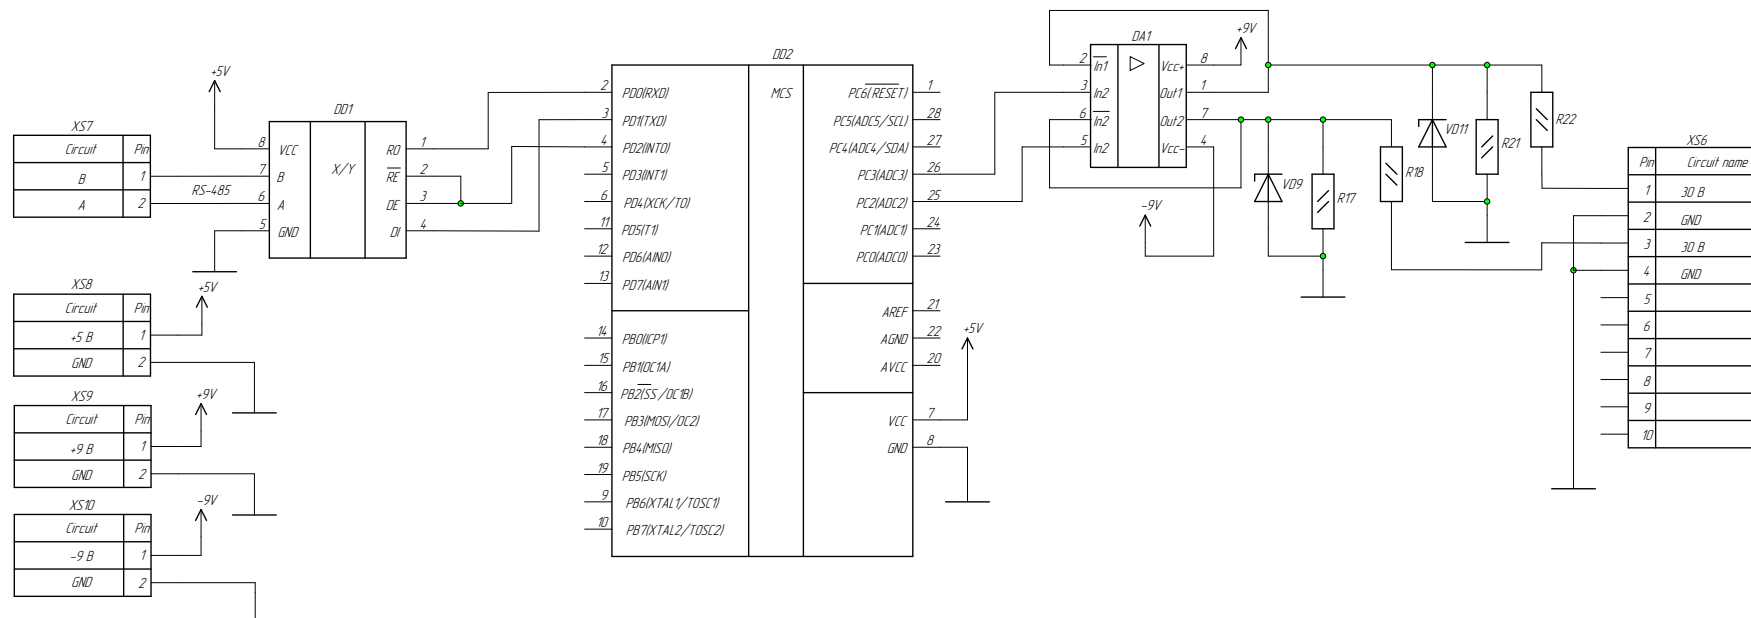 XS7
Circuit Pin
B 1
A 2
RS-485
+5V
DD1
8 VCC X/Y RO 1
7 B RE 2
6 A DE 3
5 GND DI 4
XS8
Circuit Pin
+5 В 1
GND 2
+5V
XS9
Circuit Pin
+9 В 1
GND 2
+9V
XS10
Circuit Pin
-9 В 1
GND 2
-9V
DD2
MCS
2 PD0(RXD)
3 PD1(TXD)
4 PD2(INT0)
5 PD3(INT1)
6 PD4(XCK/T0)
11 PD5(T1)
12 PD6(AIN0)
13 PD7(AIN1)
14 PB0(ICP1)
15 PB1(OC1A)
16 PB2(SS/OC1B)
17 PB3(MOSI/OC2)
18 PB4(MISO)
19 PB5(SCK)
9 PB6(XTAL1/TOSC1)
10 PB7(XTAL2/TOSC2)
PC6(RESET) 1
PC5(ADC5/SCL) 28
PC4(ADC4/SDA) 27
PC3(ADC3) 26
PC2(ADC2) 25
PC1(ADC1) 24
PC0(ADC0) 23
AREF 21
AGND 22
AVCC 20
VCC 7
GND 8
+5V
DA1
2 In1 Vcc+ 8
3 In2 Out1 1
6 In2 Out2 7
5 In2 Vcc- 4
+9V
-9V
VD9
R17
R18
VD11
R21
R22
XS6
Pin Circuit name
1 30 В
2 GND
3 30 В
4 GND
5
6
7
8
9
10